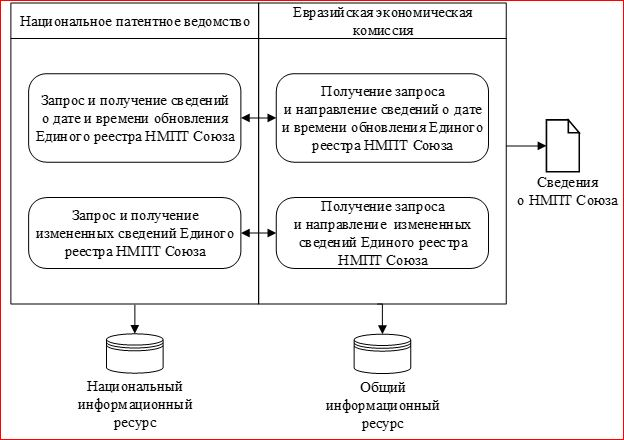 Национальное патентное ведомство
Евразийская экономическая
комиссия
Запрос и получение сведений
о дате и времени обновления
Единого реестра НМПТ Союза
Получение запроса
и направление сведений о дате
и времени обновления Единого
реестра НМПТ Союза
Сведения
о НМПТ Союза
Запрос и получение
измененных сведений Единого
реестра НМПТ Союза
Получение запроса
и направление измененных
сведений Единого реестра
НМПТ Союза
Национальный
информационный
ресурс
Общий
информационный
ресурс